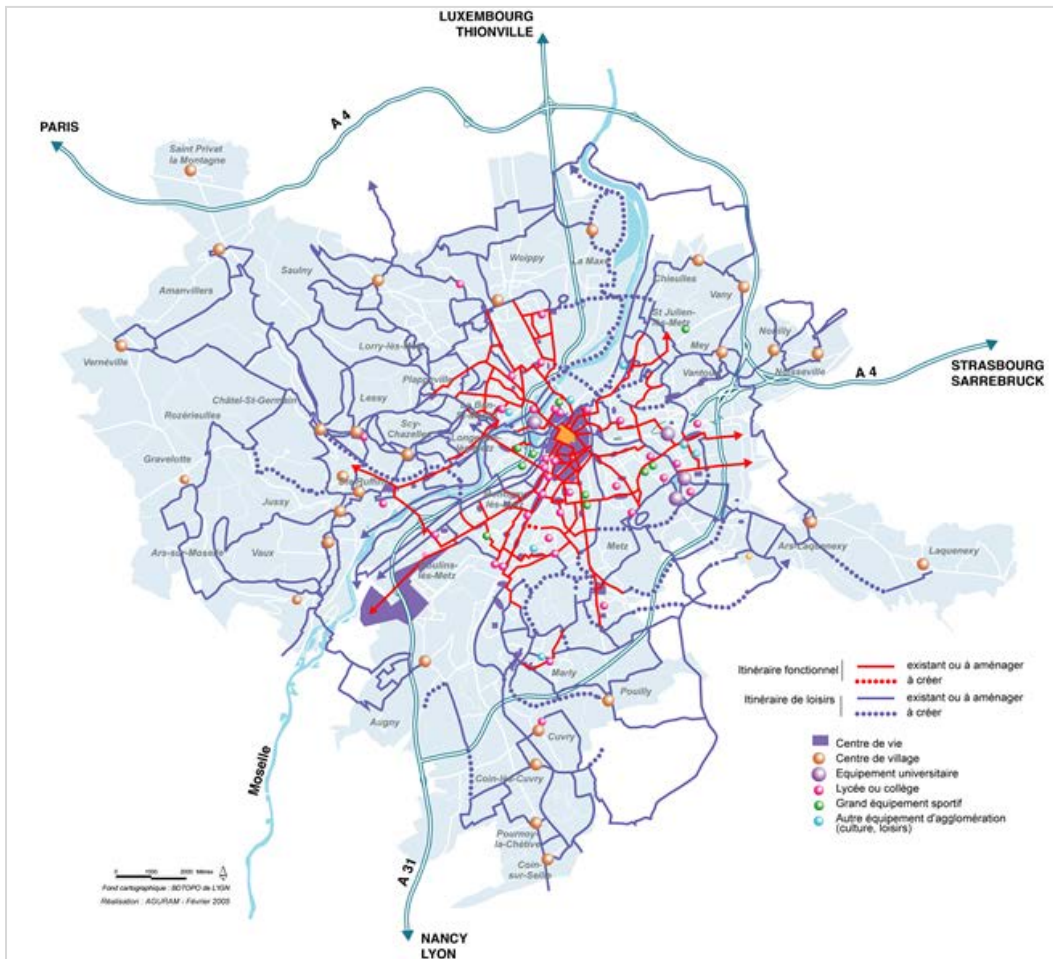 LUXEMBOURG
THIONVILLE
PARIS
A 4
Saint Privat
la Montagne
Woippy
La Maxe
Saulny
Amanvillers
Chieulles
Vany
St Julien-
lès-Metz
Mey
Noisseville
Vantoux
A 4
STRASBOURG
SARREBRUCK
Vernéville
Lorry-lès-Metz
Plappeville
Châtel-St-Germain
Lessy
Rozérieulles
Scy-
Chazelles
Gravelotte
Jussy
Ars-sur-Moselle
Vaux
Metz
Moulins-
lès-Metz
Ars-Laquenexy
Laquenexy
Marly
Pouilly
Augny
Cuvry
Coin-lès-Cuvry
Pournoy-
la-Chétive
Coin-
sur-Seille
Moselle
A 31
NANCY
LYON
Itinéraire fonctionnel
existant ou à aménager
à créer
Itinéraire de loisirs
existant ou à aménager
à créer
Centre de vie
Centre de village
Equipement universitaire
Lycée ou collège
Grand équipement sportif
Autre équipement d'agglomération
(culture, loisirs)
0 1000 2000 Mètres
Fond cartographique : BDTOPO de L'IGN
Réalisation : AGURAM - Février 2005